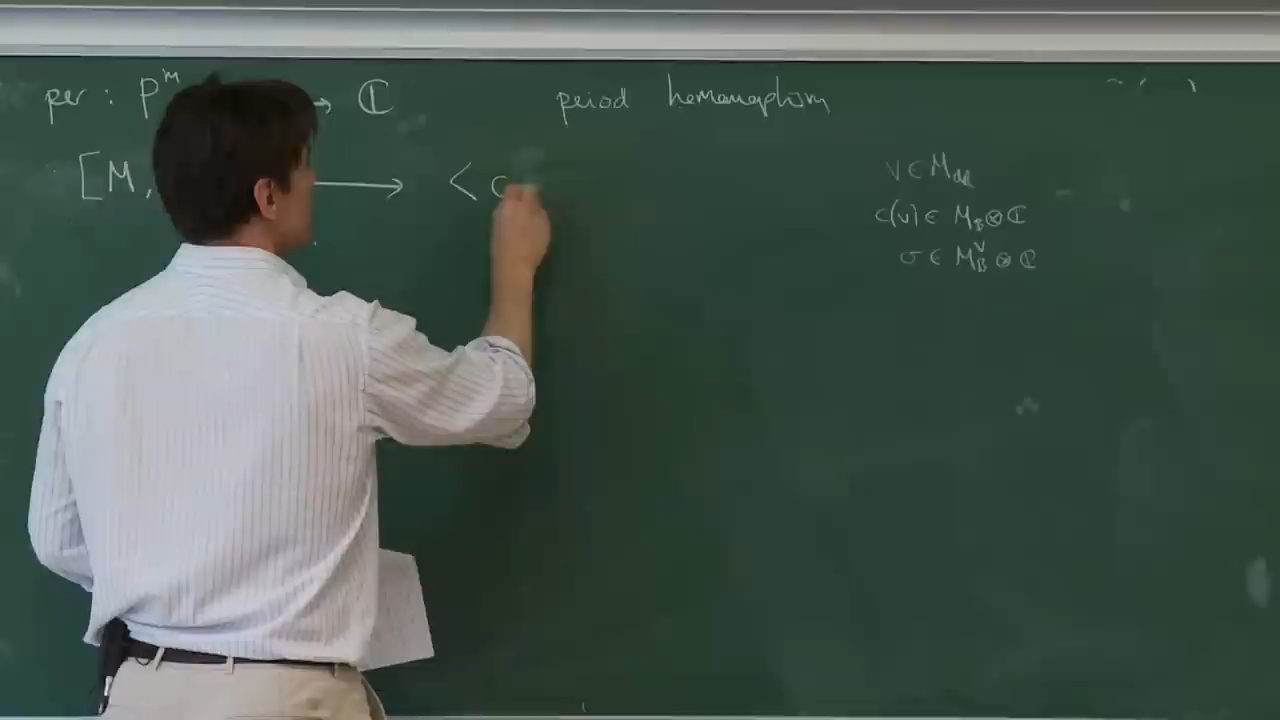 per : P^m → ℂ period homomorphism
[M, ⟶ < c
v ∈ M_dR
c(v) ∈ M_B ⊗ ℂ
σ ∈ M_B^∨ ⊗ ℂ